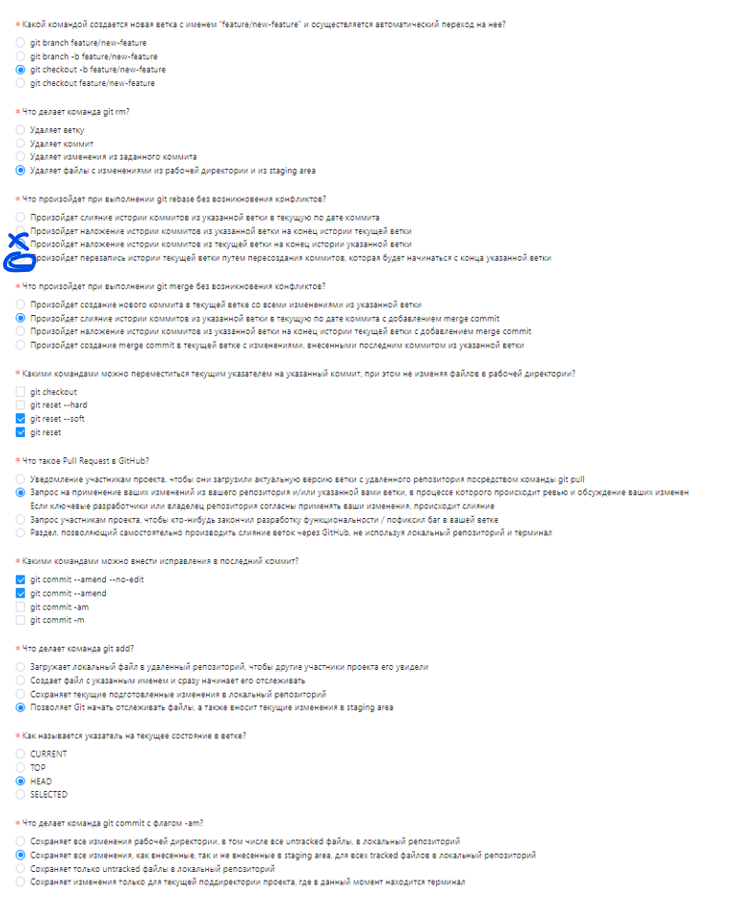 * Какой командой создается новая ветка с именем "feature/new-feature" и осуществляется автоматический переход на нее?
git branch feature/new-feature
git branch -b feature/new-feature
git checkout -b feature/new-feature
git checkout feature/new-feature
* Что делает команда git rm?
Удаляет ветку
Удаляет коммит
Удаляет изменения из заданного коммита
Удаляет файлы с изменениями из рабочей директории и из staging area
* Что произойдет при выполнении git rebase без возникновения конфликтов?
Произойдет слияние истории коммитов из указанной ветки в текущую по дате коммита
Произойдет наложение истории коммитов из указанной ветки на конец истории текущей ветки
Произойдет наложение истории коммитов из текущей ветки на конец истории указанной ветки
Произойдет перезапись истории текущей ветки путем пересоздания коммитов, которая будет начинаться с конца указанной ветки
* Что произойдет при выполнении git merge без возникновения конфликтов?
Произойдет создание нового коммита в текущей ветке со всеми изменениями из указанной ветки
Произойдет слияние истории коммитов из указанной ветки в текущую по дате коммита с добавлением merge commit
Произойдет наложение истории коммитов из указанной ветки на конец истории текущей ветки с добавлением merge commit
Произойдет создание merge commit в текущей ветке с изменениями, внесенными последним коммитом из указанной ветки
* Какими командами можно переместиться текущим указателем на указанный коммит, при этом не изменяя файлов в рабочей директории?
git checkout
git reset --hard
git reset --soft
git reset
* Что такое Pull Request в GitHub?
Уведомление участникам проекта, чтобы они загрузили актуальную версию ветки с удаленного репозитория посредством команды git pull
Запрос на применение ваших изменений из вашего репозитория и/или указанной вами ветки, в процессе которого происходит ревью и обсуждение ваших изменен
Если ключевые разработчики или владелец репозитория согласны применять ваши изменения, происходит слияние
Запрос участникам проекта, чтобы кто-нибудь закончил разработку функциональности / пофиксил баг в вашей ветке
Раздел, позволяющий самостоятельно производить слияние веток через GitHub, не используя локальный репозиторий и терминал
* Какими командами можно внести исправления в последний коммит?
git commit --amend --no-edit
git commit --amend
git commit -am
git commit -m
* Что делает команда git add?
Загружает локальный файл в удаленный репозиторий, чтобы другие участники проекта его увидели
Создает файл с указанным именем и сразу начинает его отслеживать
Сохраняет текущие подготовленные изменения в локальный репозиторий
Позволяет Git начать отслеживать файлы, а также вносит текущие изменения в staging area
* Как называется указатель на текущее состояние в ветке?
CURRENT
TOP
HEAD
SELECTED
* Что делает команда git commit с флагом -am?
Сохраняет все изменения рабочей директории, в том числе все untracked файлы, в локальный репозиторий
Сохраняет все изменения, как внесенные, так и не внесенные в staging area, для всех tracked файлов в локальный репозиторий
Сохраняет только untracked файлы в локальный репозиторий
Сохраняет изменения только для текущей поддиректории проекта, где в данный момент находится терминал